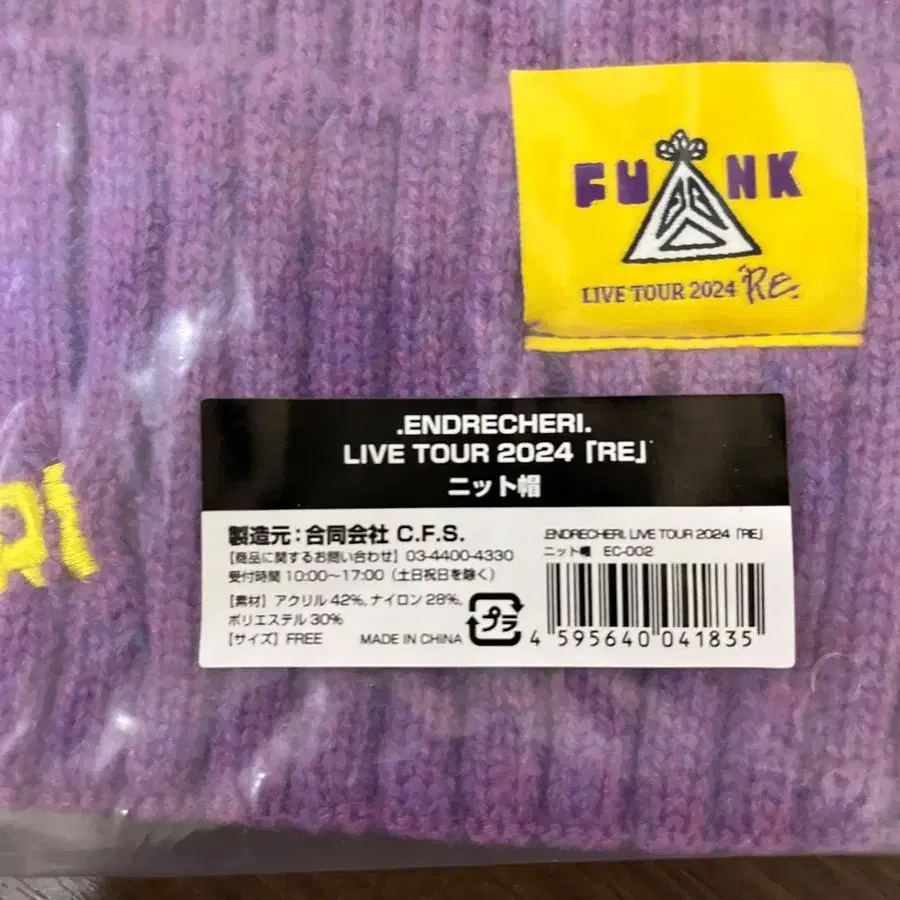 FUNK
LIVE TOUR 2024 "RE.
RI
.ENDRECHERI.
LIVE TOUR 2024「RE」
ニット帽
製造元：合同会社 C.F.S.
【商品に関するお問い合わせ】03-4400-4330
受付時間 10:00～17:00（土日祝日を除く）
【素材】アクリル 42%, ナイロン 28%,
ポリエステル 30%
【サイズ】FREE MADE IN CHINA
プラ
.ENDRECHERI. LIVE TOUR 2024「RE」
ニット帽 EC-002
4 595640 041835